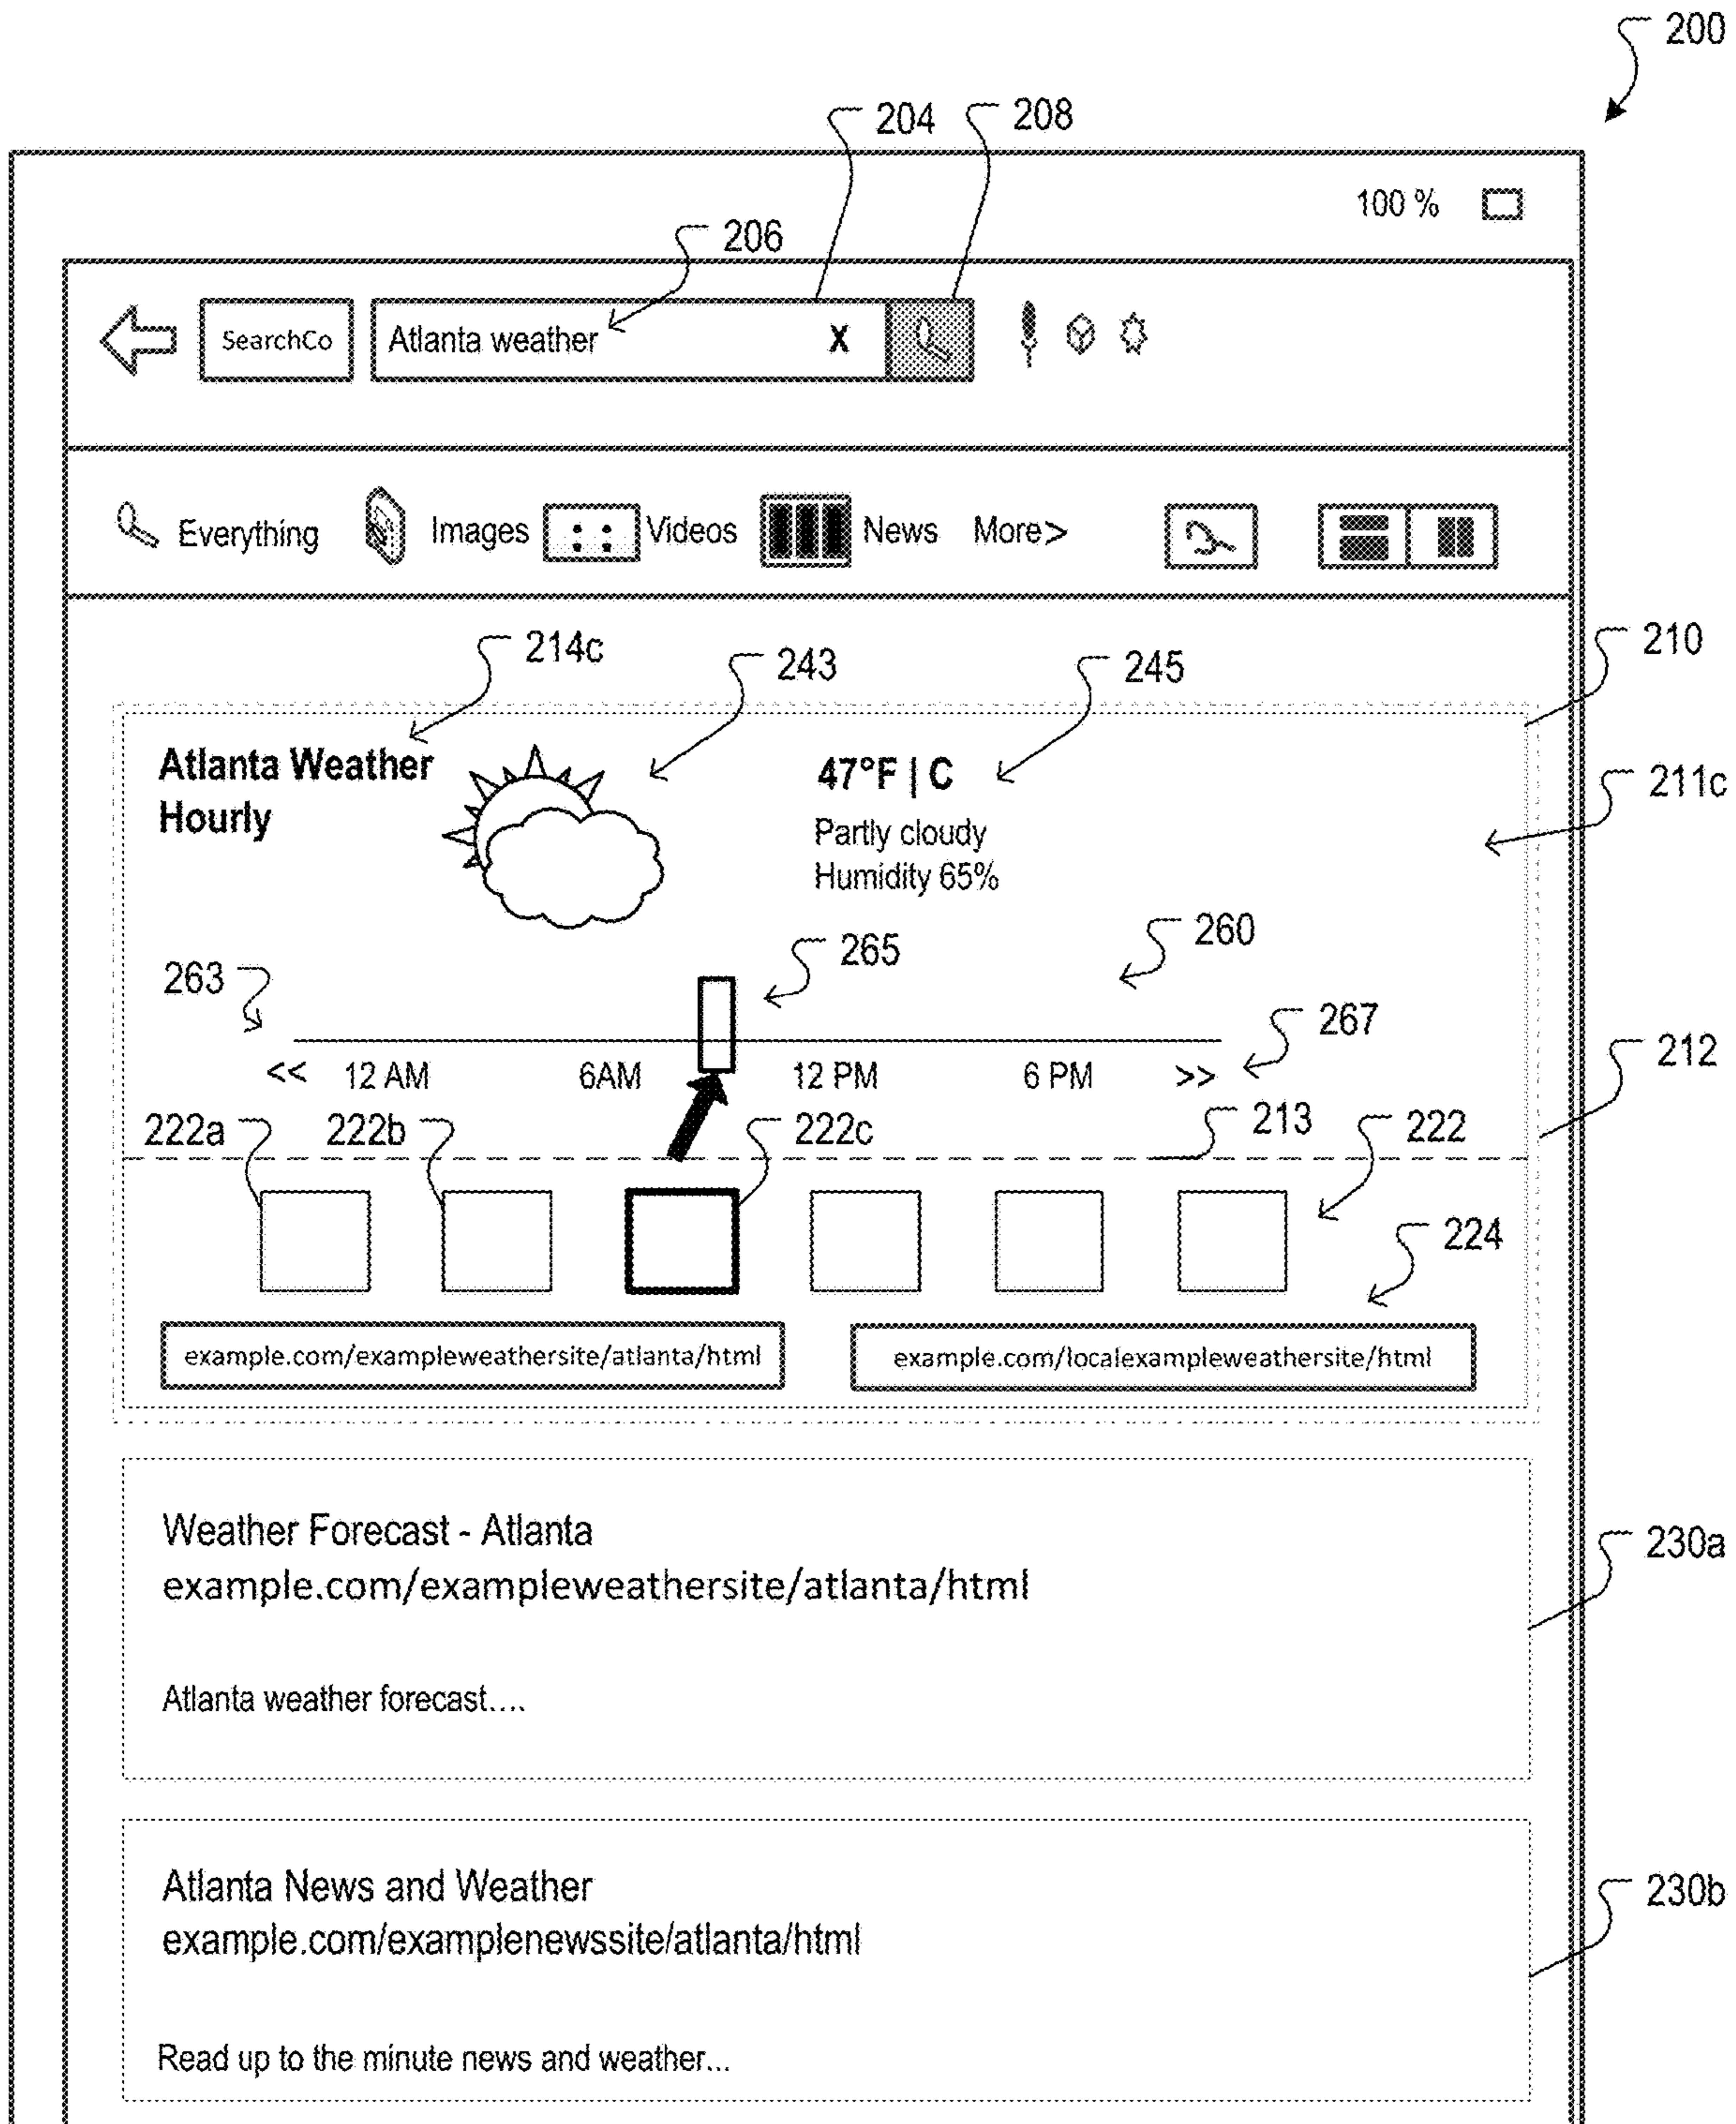 200
204 208
100 %
206
SearchCo Atlanta weather X
Everything Images Videos News More>
210
214c 243 245
Atlanta Weather
Hourly
47°F | C
Partly cloudy
Humidity 65%
211c
260
265
263
267
212
<< 12 AM 6AM 12 PM 6 PM >>
222a 222b 222c 213 222
224
example.com/exampleweathersite/atlanta/html example.com/localexampleweathersite/html
Weather Forecast - Atlanta
example.com/exampleweathersite/atlanta/html
230a
Atlanta weather forecast....
Atlanta News and Weather
example.com/examplenewssite/atlanta/html
230b
Read up to the minute news and weather...